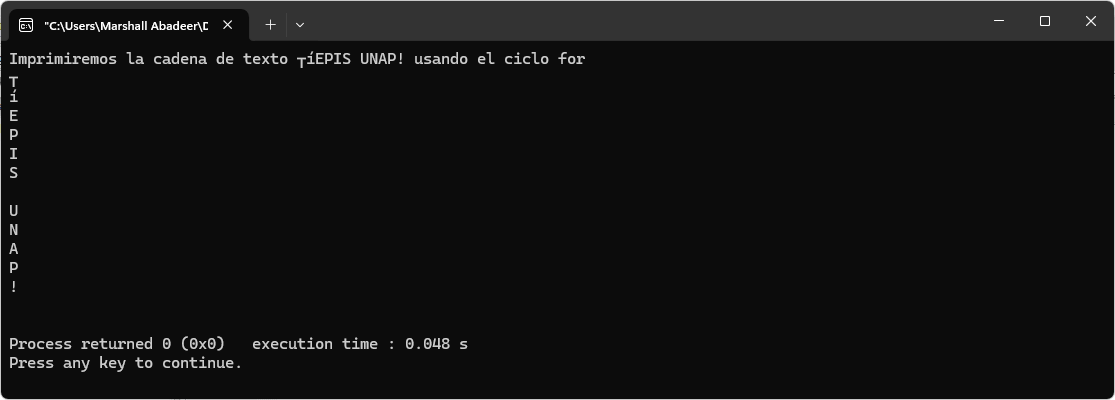 "C:\Users\Marshall Abadeer\D
Imprimiremos la cadena de texto ┬íEPIS UNAP! usando el ciclo for
┬
í
E
P
I
S
U
N
A
P
!
Process returned 0 (0x0)   execution time : 0.048 s
Press any key to continue.